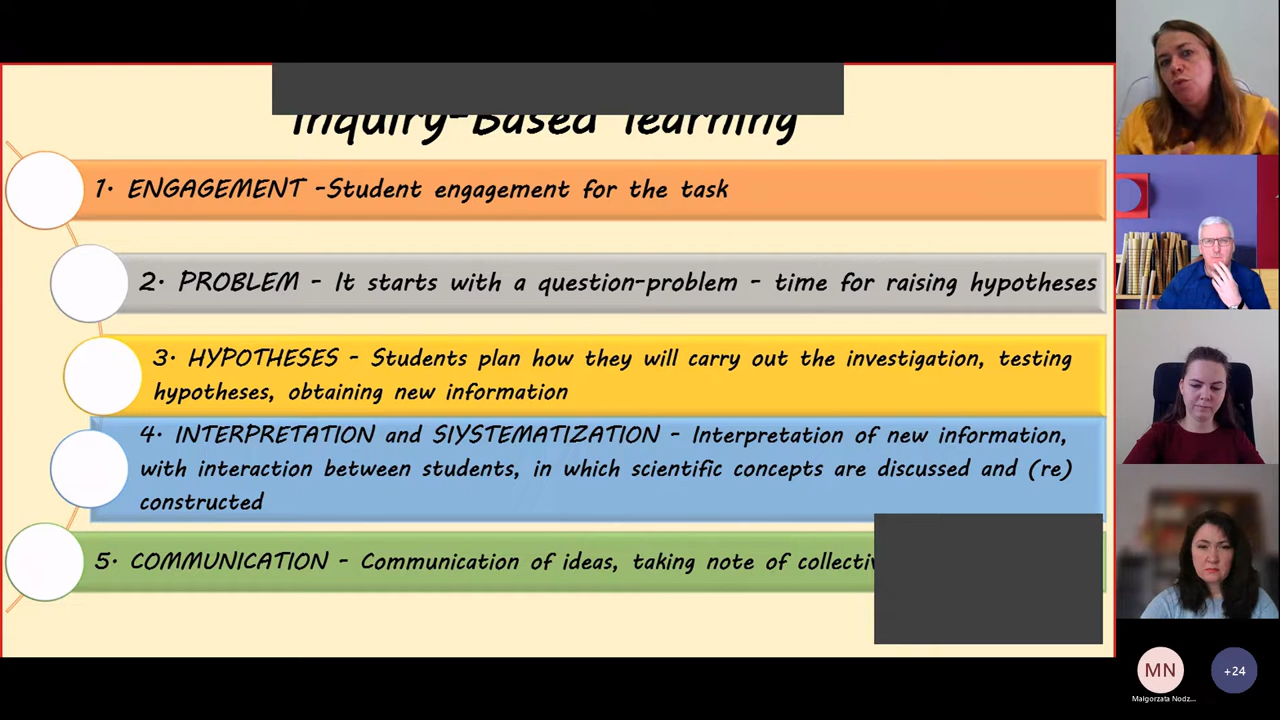 Inquiry-Based learning
1. ENGAGEMENT -Student engagement for the task
2. PROBLEM - It starts with a question-problem - time for raising hypotheses
3. HYPOTHESES - Students plan how they will carry out the investigation, testing
hypotheses, obtaining new information
4. INTERPRETATION and SIYSTEMATIZATION - Interpretation of new information,
with interaction between students, in which scientific concepts are discussed and (re)
constructed
5. COMMUNICATION - Communication of ideas, taking note of
MN
+24
Małgorzata Nodz...